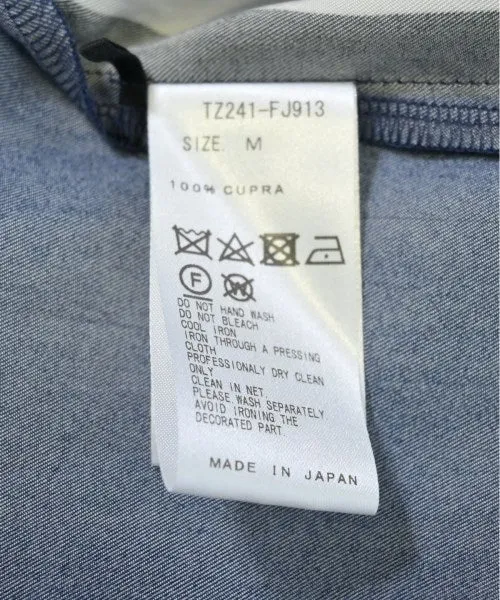 TZ241-FJ913
SIZE. M
100% CUPRA
F W
DO NOT HAND WASH
DO NOT BLEACH
COOL IRON
IRON THROUGH A PRESSING
CLOTH
PROFESSIONALLY DRY CLEAN
ONLY
CLEAN IN NET.
PLEASE WASH SEPARATELY
AVOID IRONING THE
DECORATED PART.
MADE IN JAPAN